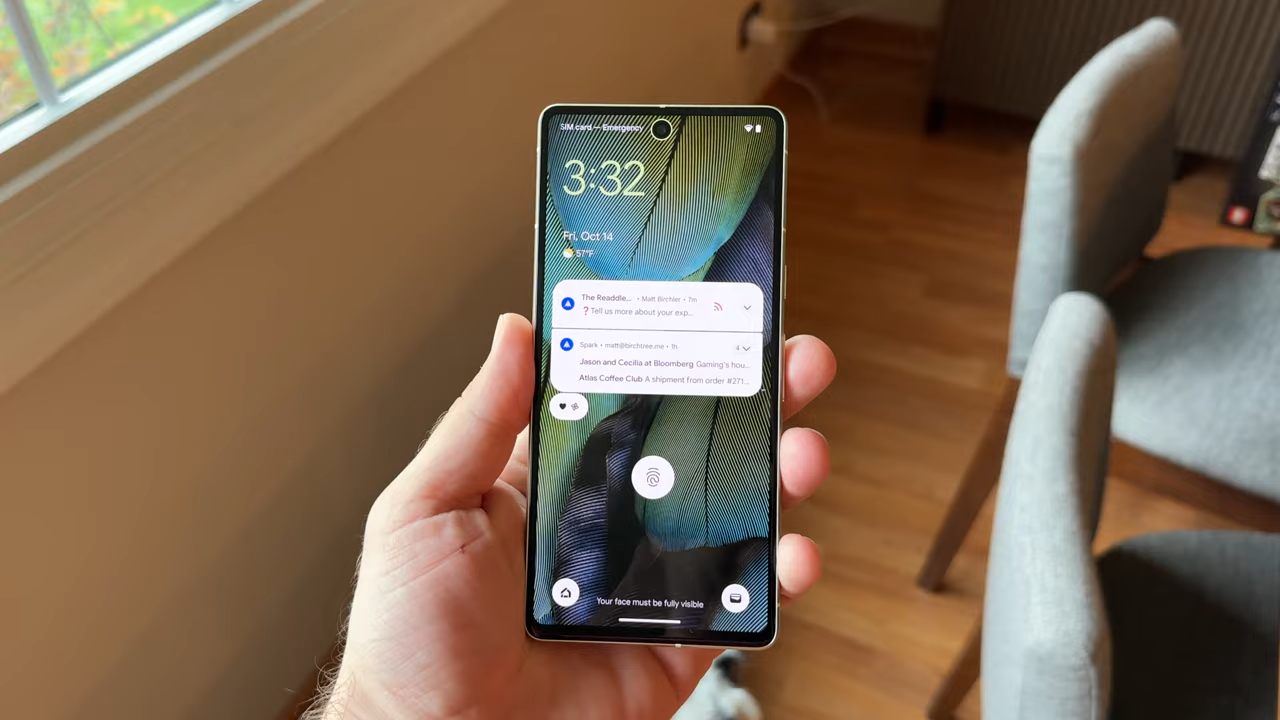 SIM card — Emergency
3:32
Fri, Oct 14
57°F
The Readdle... • Matt Birchler • 7m
❓Tell us more about your exp...
Spark • matt@birchtree.me • 1h
4
Jason and Cecilia at Bloomberg Gaming's hou...
Atlas Coffee Club A shipment from order #271...
Your face must be fully visible